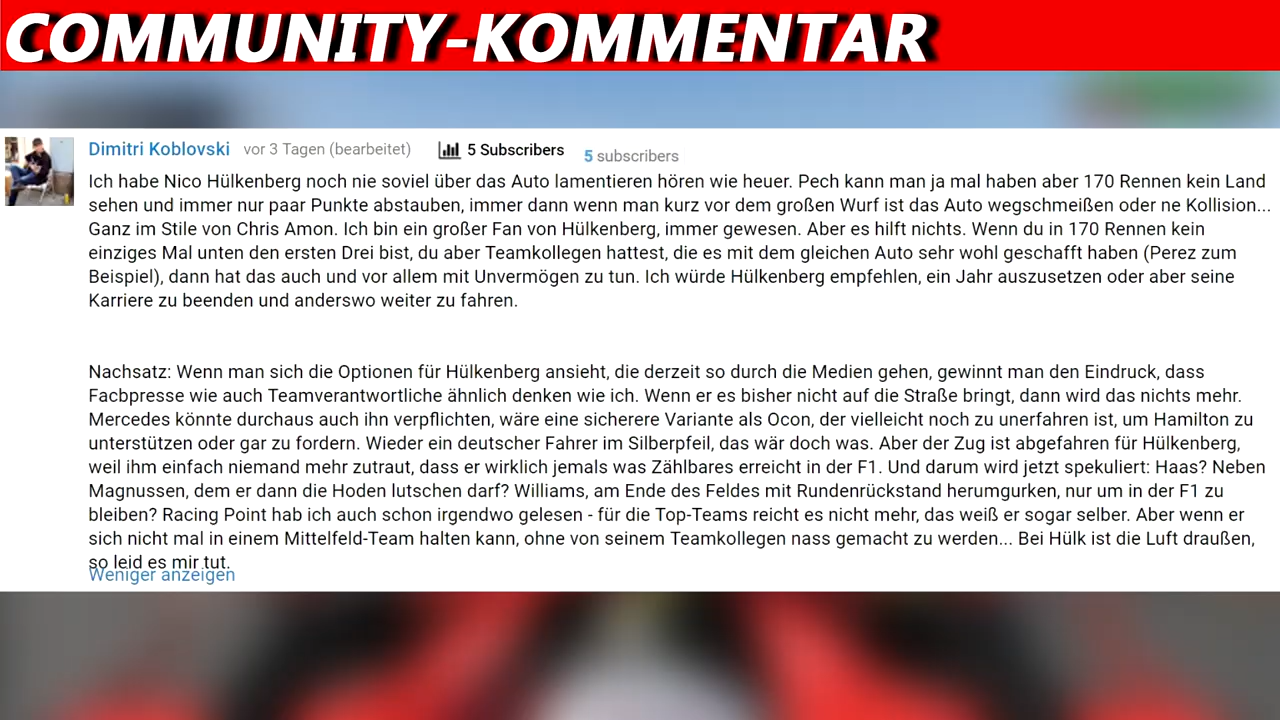 COMMUNITY-KOMMENTAR
Dimitri Koblovski vor 3 Tagen (bearbeitet) 5 Subscribers 5 subscribers
Ich habe Nico Hülkenberg noch nie soviel über das Auto lamentieren hören wie heuer. Pech kann man ja mal haben aber 170 Rennen kein Land
sehen und immer nur paar Punkte abstauben, immer dann wenn man kurz vor dem großen Wurf ist das Auto wegschmeißen oder ne Kollision...
Ganz im Stile von Chris Amon. Ich bin ein großer Fan von Hülkenberg, immer gewesen. Aber es hilft nichts. Wenn du in 170 Rennen kein
einziges Mal unten den ersten Drei bist, du aber Teamkollegen hattest, die es mit dem gleichen Auto sehr wohl geschafft haben (Perez zum
Beispiel), dann hat das auch und vor allem mit Unvermögen zu tun. Ich würde Hülkenberg empfehlen, ein Jahr auszusetzen oder aber seine
Karriere zu beenden und anderswo weiter zu fahren.
Nachsatz: Wenn man sich die Optionen für Hülkenberg ansieht, die derzeit so durch die Medien gehen, gewinnt man den Eindruck, dass
Facbpresse wie auch Teamverantwortliche ähnlich denken wie ich. Wenn er es bisher nicht auf die Straße bringt, dann wird das nichts mehr.
Mercedes könnte durchaus auch ihn verpflichten, wäre eine sicherere Variante als Ocon, der vielleicht noch zu unerfahren ist, um Hamilton zu
unterstützen oder gar zu fordern. Wieder ein deutscher Fahrer im Silberpfeil, das wär doch was. Aber der Zug ist abgefahren für Hülkenberg,
weil ihm einfach niemand mehr zutraut, dass er wirklich jemals was Zählbares erreicht in der F1. Und darum wird jetzt spekuliert: Haas? Neben
Magnussen, dem er dann die Hoden lutschen darf? Williams, am Ende des Feldes mit Rundenrückstand herumgurken, nur um in der F1 zu
bleiben? Racing Point hab ich auch schon irgendwo gelesen - für die Top-Teams reicht es nicht mehr, das weiß er sogar selber. Aber wenn er
sich nicht mal in einem Mittelfeld-Team halten kann, ohne von seinem Teamkollegen nass gemacht zu werden... Bei Hülk ist die Luft draußen,
so leid es mir tut.
Weniger anzeigen